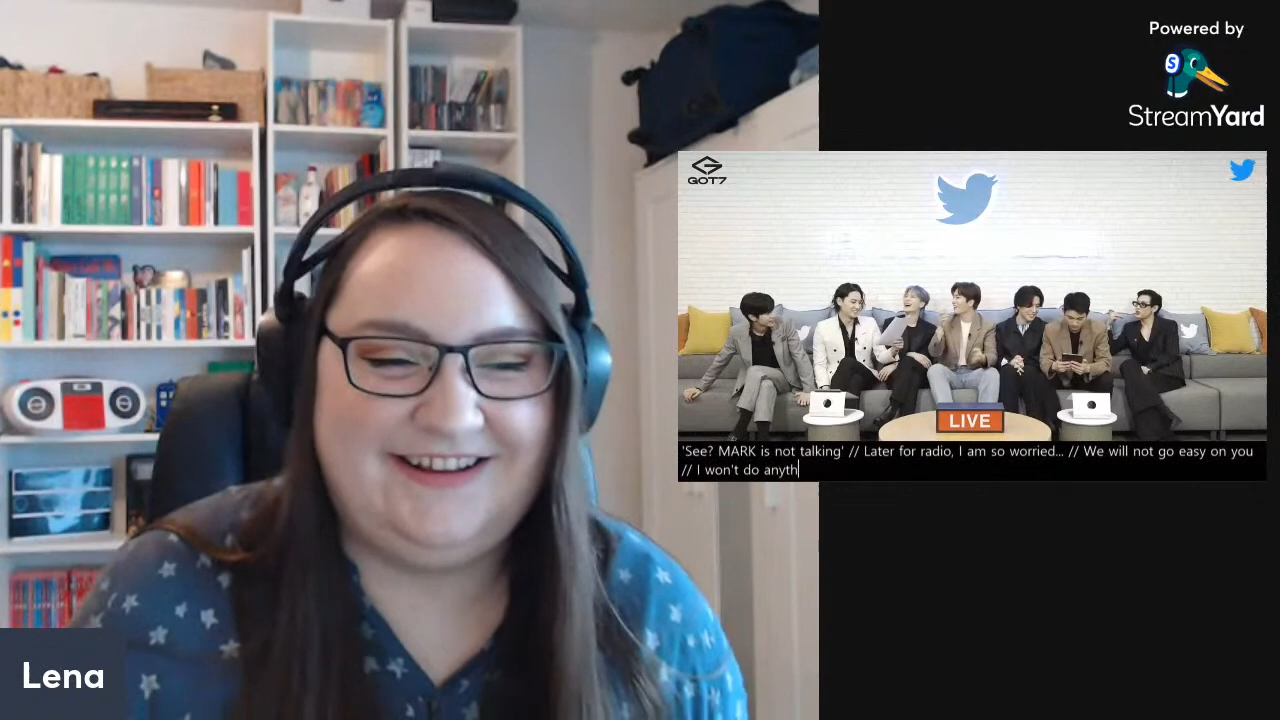 Powered by
S
StreamYard
GOT7
LIVE
'See? MARK is not talking' // Later for radio, I am so worried... // We will not go easy on you
// I won't do anyth
Lena